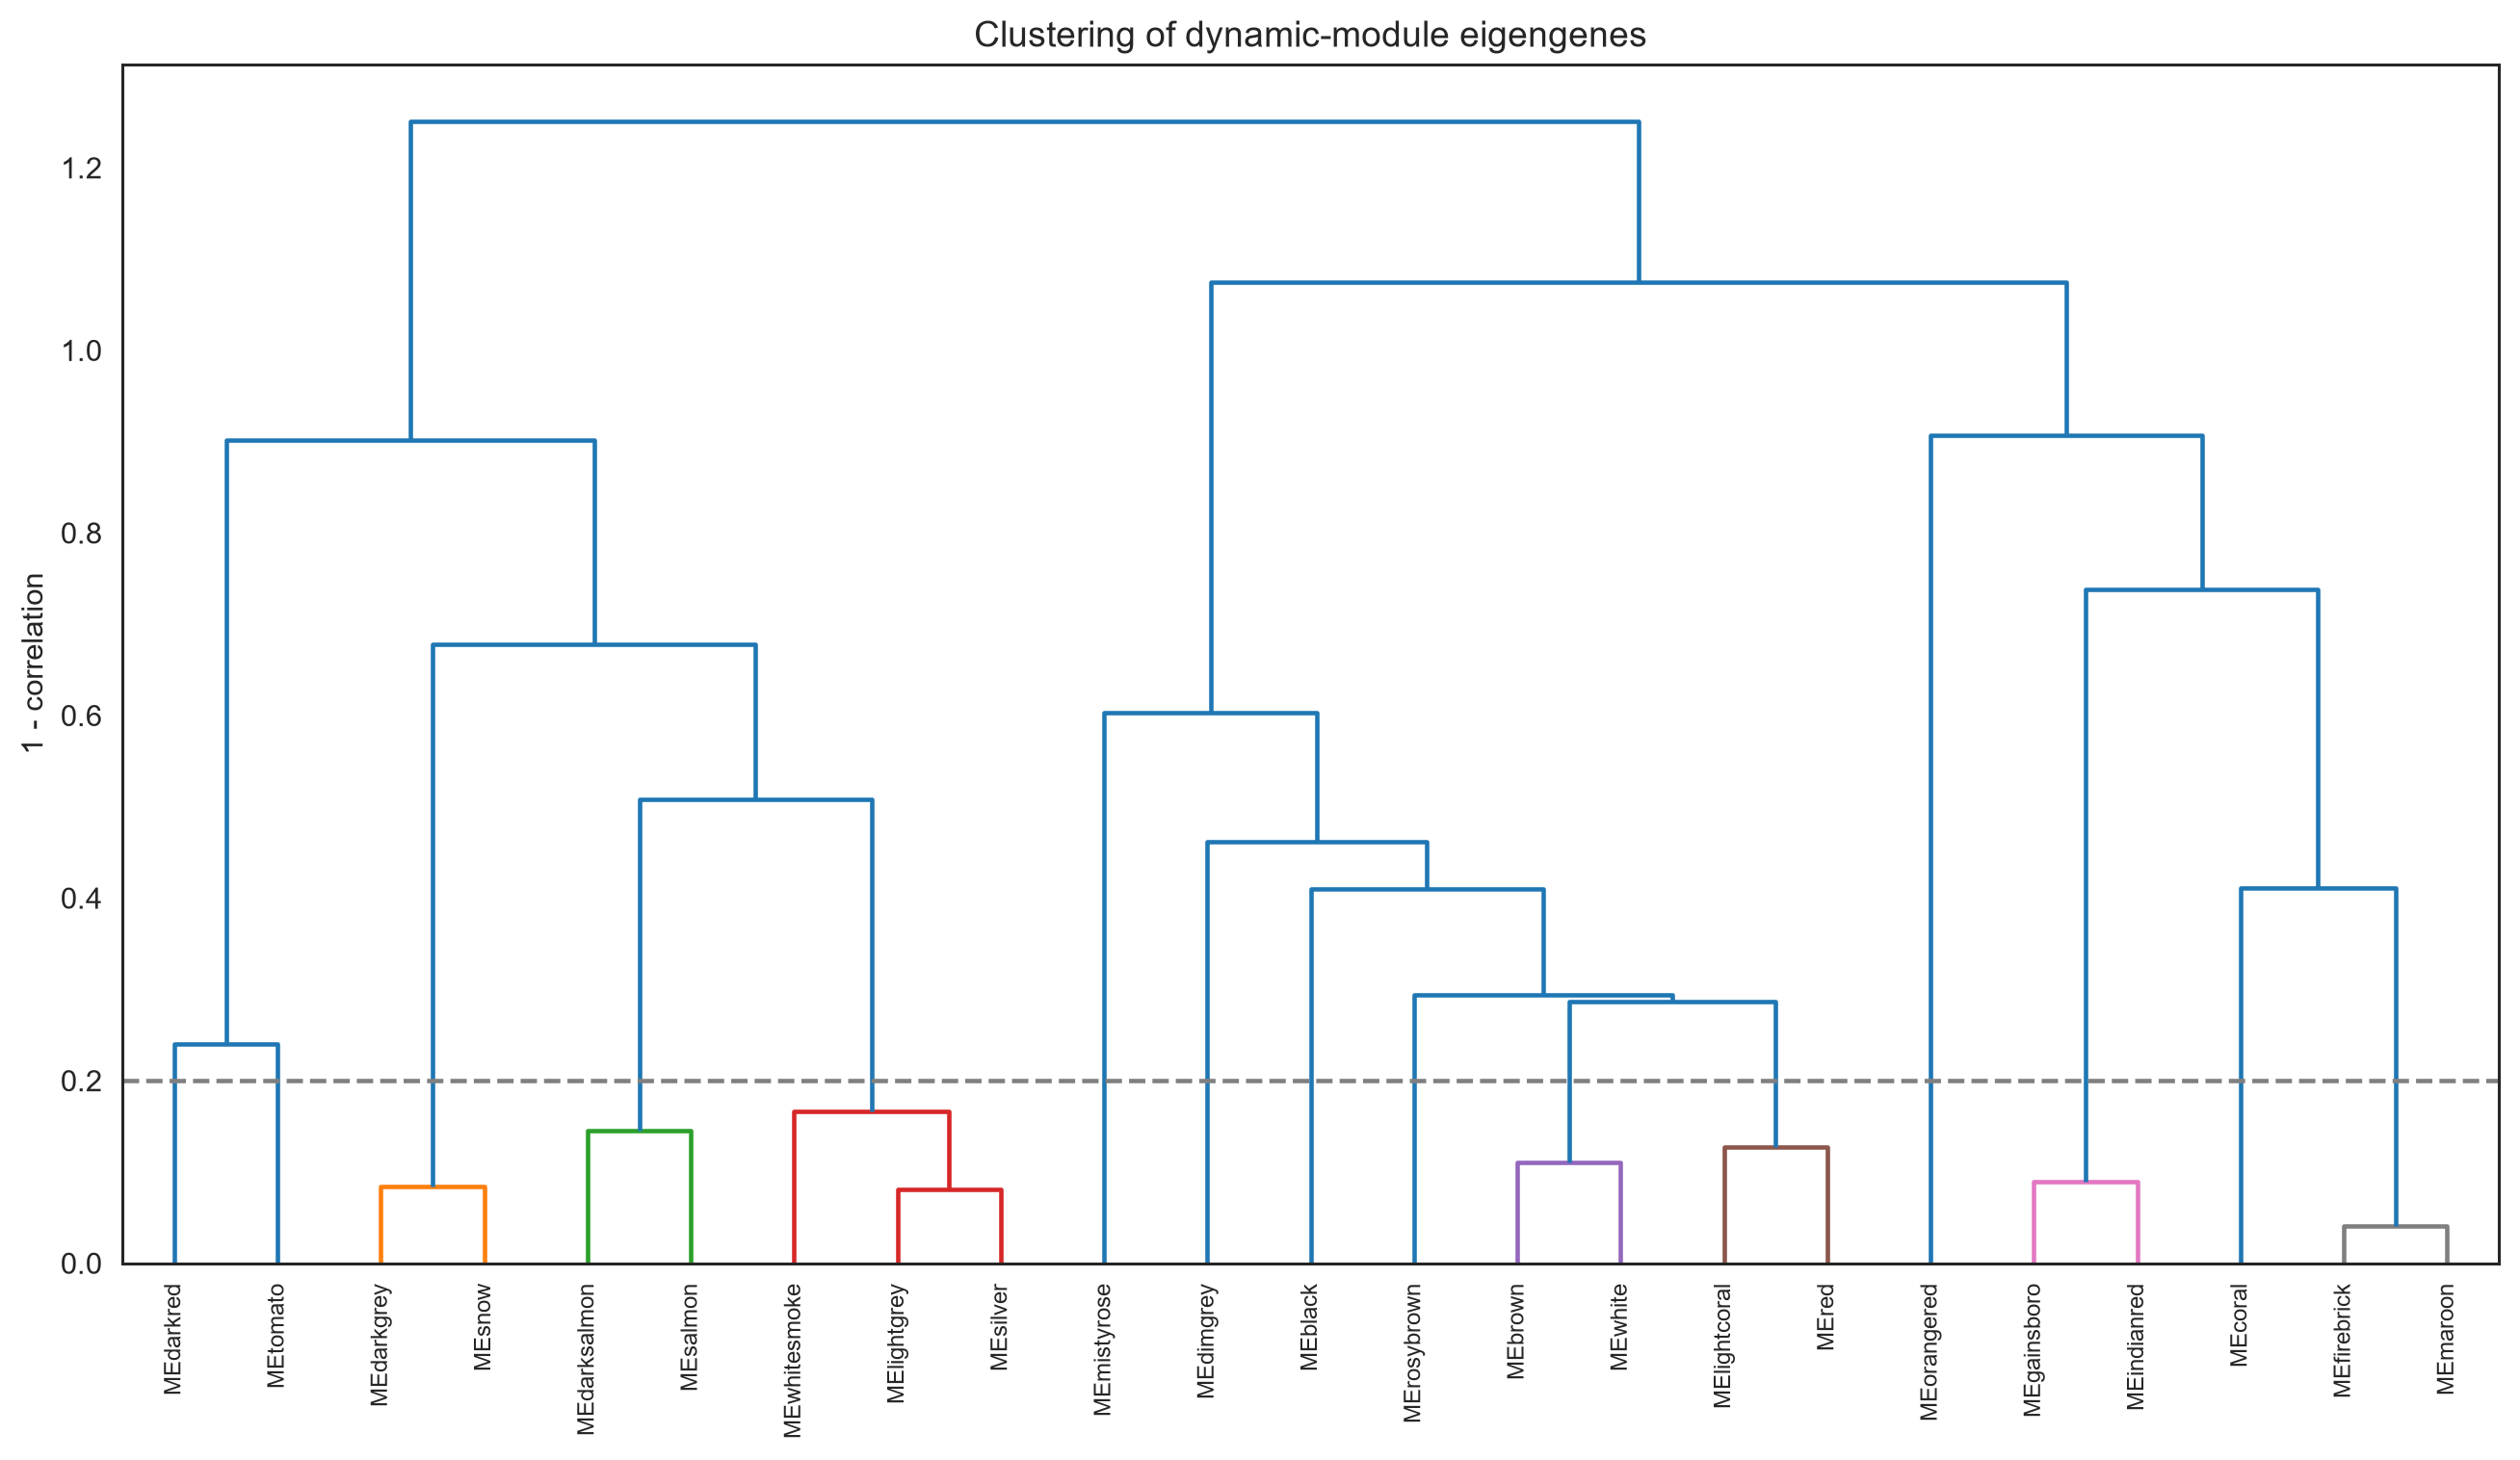 Clustering of dynamic-module eigengenes
1 - correlation
1.2
1.0
0.8
0.6
0.4
0.2
0.0
MEdarkred
MEtomato
MEdarkgrey
MEsnow
MEdarksalmon
MEsalmon
MEwhitesmoke
MElightgrey
MEsilver
MEmistyrose
MEdimgrey
MEblack
MErosybrown
MEbrown
MEwhite
MElightcoral
MEred
MEorangered
MEgainsboro
MEindianred
MEcoral
MEfirebrick
MEmaroon